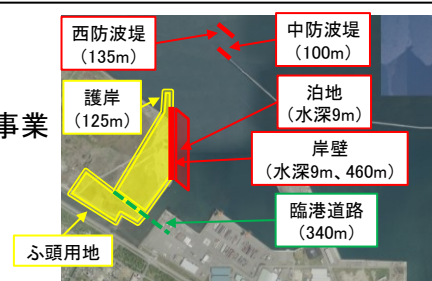 西防波堤
（135m）
中防波堤
（100m）
護岸
（125m）
泊地
（水深9m）
事業
岸壁
（水深9m、460m）
臨港道路
（340m）
ふ頭用地